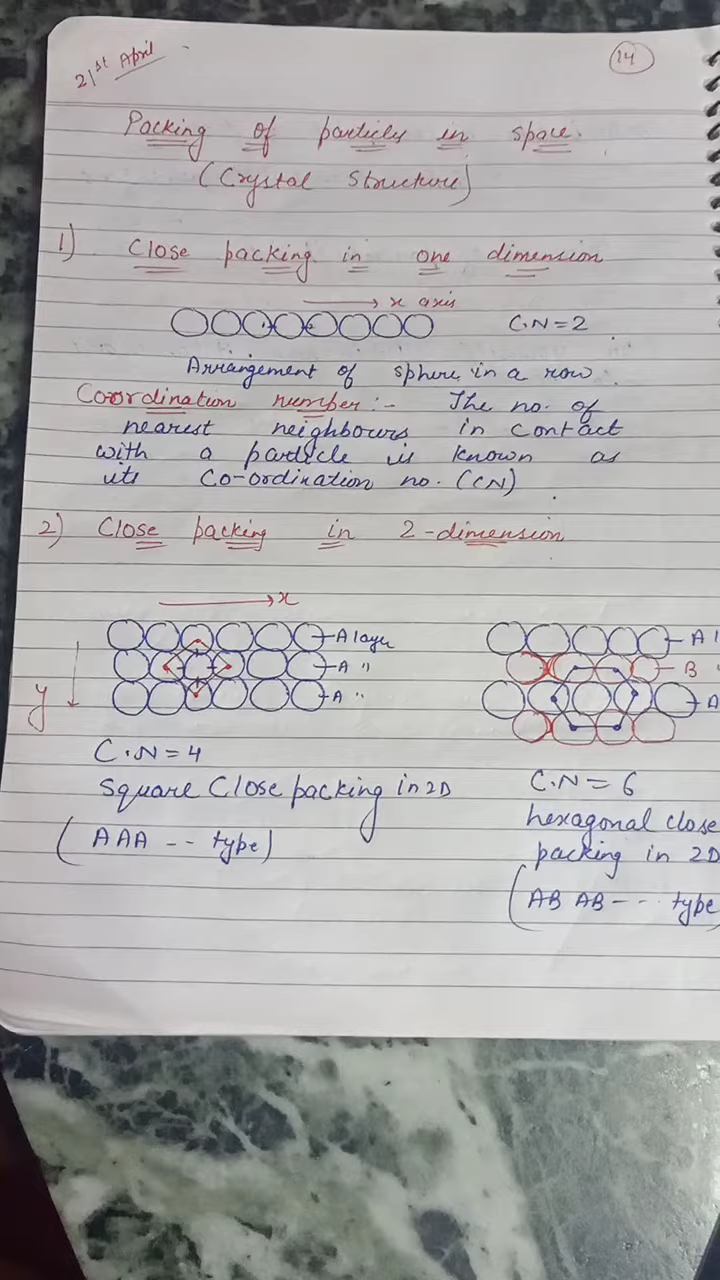 21st April
14
Packing of particles in space.
(Crystal Structure)
1) Close packing in one dimension
x axis
C.N=2
Arrangement of sphere in a row.
Coordination number:- The no. of
nearest neighbours in contact
with a particle is known as
its Co-ordination no. (CN)
2) Close packing in 2-dimension
x
y
A layer
A "
A "
C.N=4
Square Close packing in 2D
(AAA -- type)
A l
B "
A
C.N=6
hexagonal close
packing in 2D
(AB AB --- type